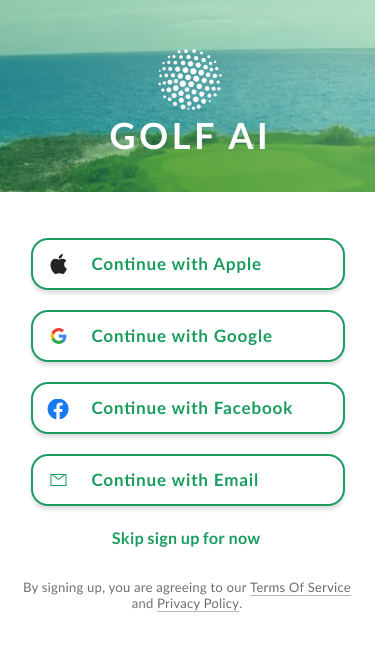 GOLF AI
Continue with Apple
Continue with Google
Continue with Facebook
Continue with Email
Skip sign up for now
By signing up, you are agreeing to our Terms Of Service
and Privacy Policy.